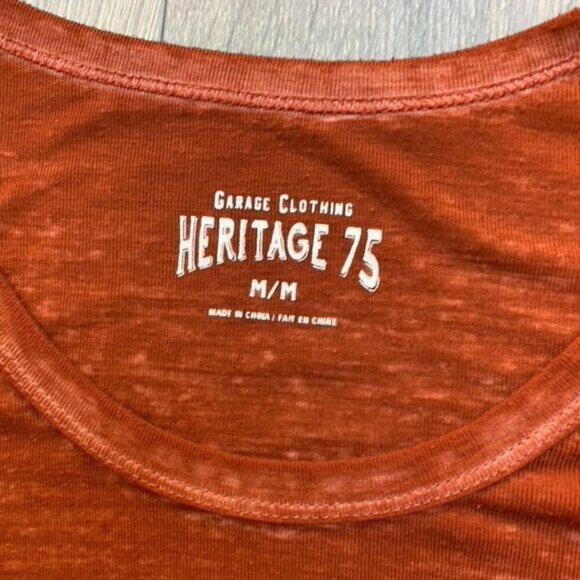 GARAGE CLOTHING
HERITAGE 75
M/M
MADE IN CHINA / FAIT EN CHINE